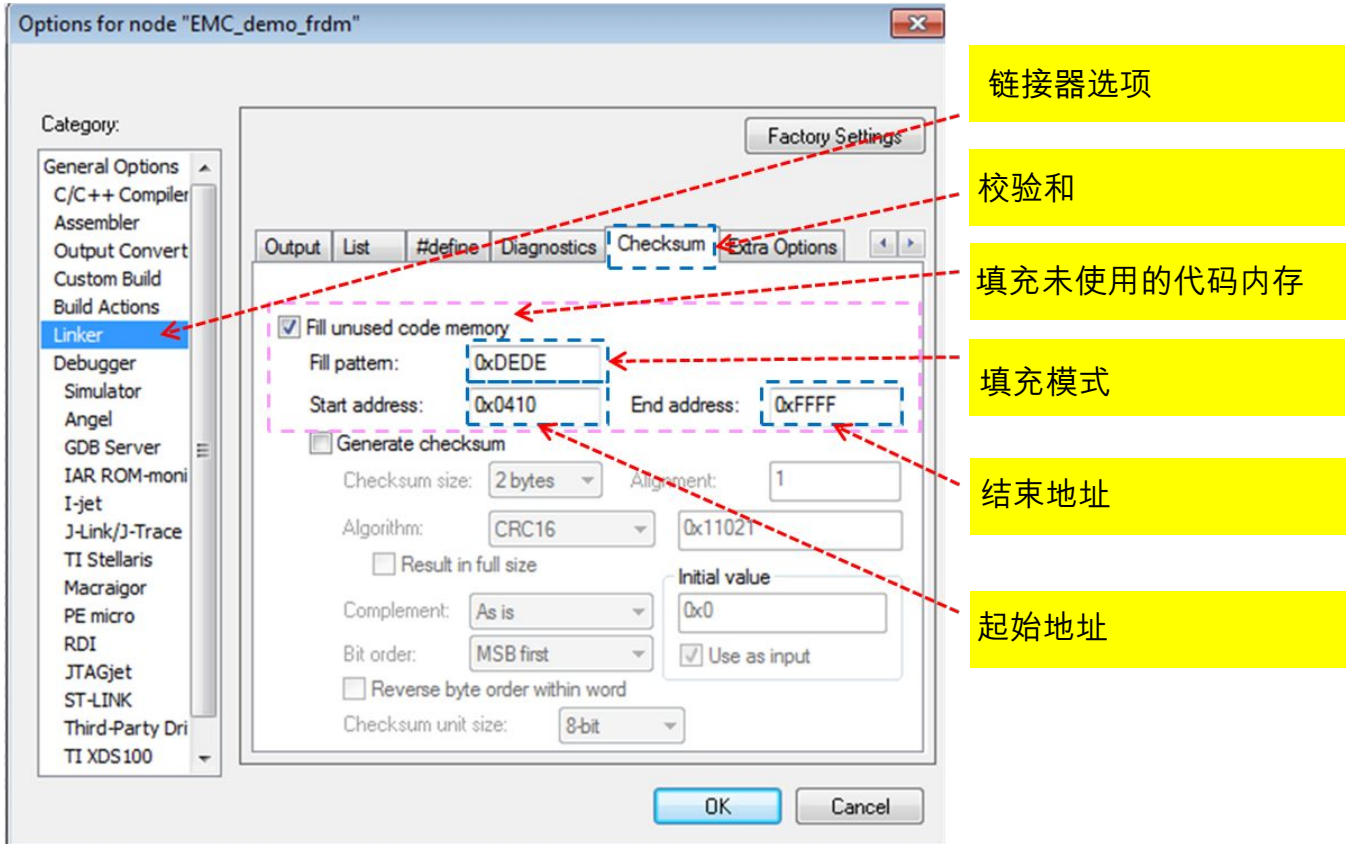 Options for node "EMC_demo_frdm"
链接器选项
Category:
Factory Settings
校验和
General Options
C/C++ Compiler
Assembler
Output Convert
Custom Build
Build Actions
Linker
Debugger
Simulator
Angel
GDB Server
IAR ROM-moni
I-jet
J-Link/J-Trace
TI Stellaris
Macraigor
PE micro
RDI
JTAGjet
ST-LINK
Third-Party Dri
TI XDS100
Output List #define Diagnostics Checksum Extra Options
填充未使用的代码内存
Fill unused code memory
Fill pattern: 0xDEDE
填充模式
Start address: 0x0410 End address: 0xFFFF
Generate checksum
Checksum size: 2 bytes Alignment: 1
结束地址
Algorithm: CRC16 0x11021
Result in full size
Initial value
Complement: As is 0x0
起始地址
Bit order: MSB first Use as input
Reverse byte order within word
Checksum unit size: 8-bit
OK Cancel